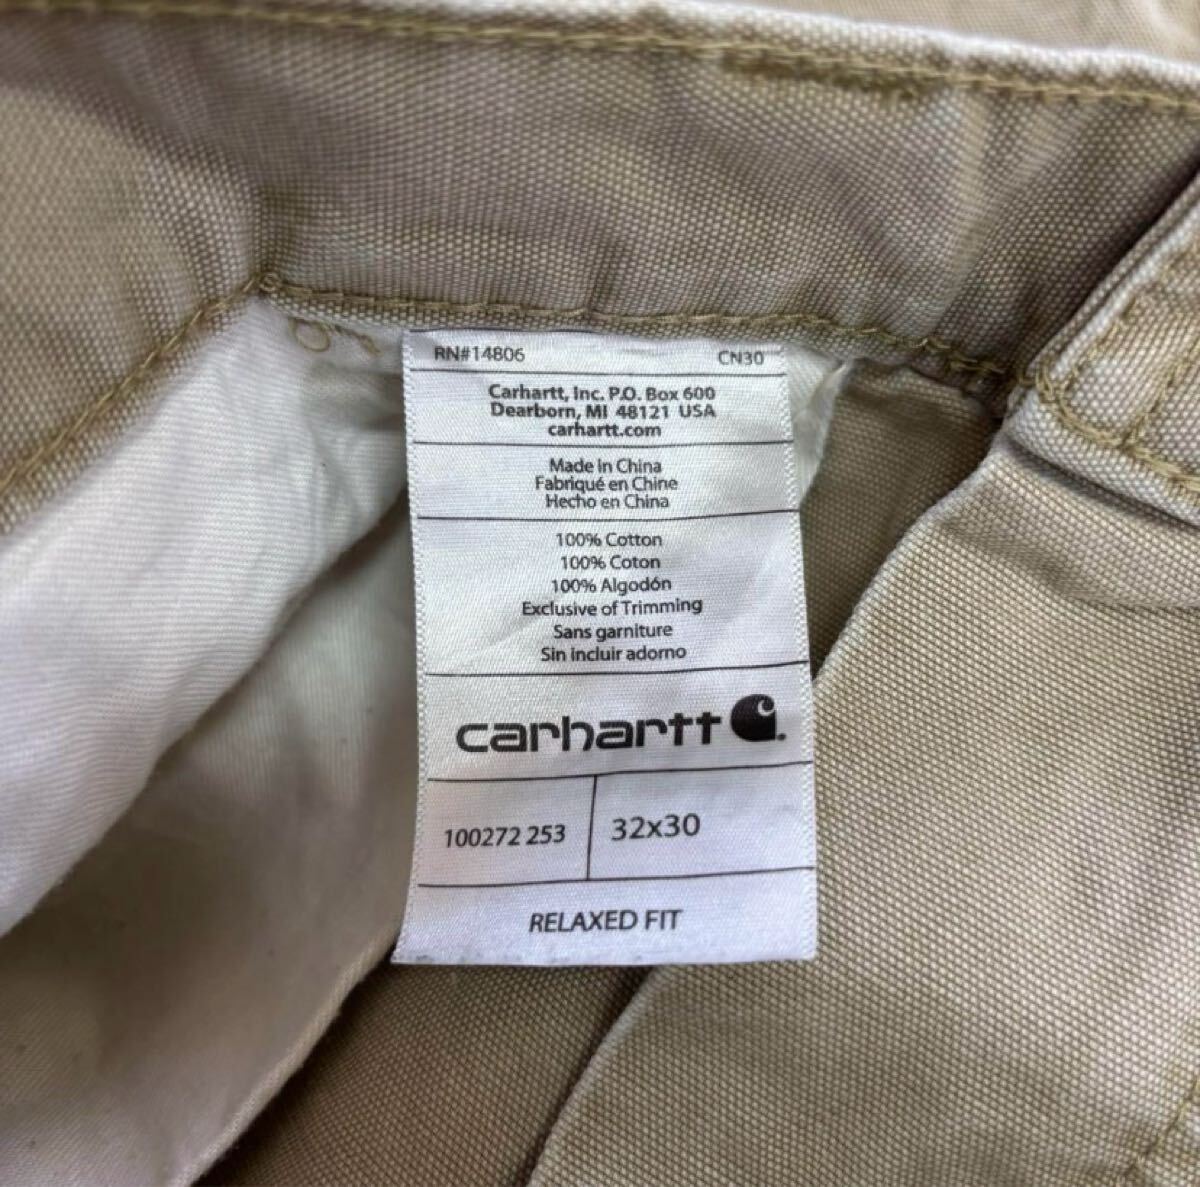 RN#14806 CN30
Carhartt, Inc. P.O. Box 600
Dearborn, MI 48121 USA
carhartt.com
Made in China
Fabriqué en Chine
Hecho en China
100% Cotton
100% Coton
100% Algodón
Exclusive of Trimming
Sans garniture
Sin incluir adorno
carhartt
100272 253 32x30
RELAXED FIT